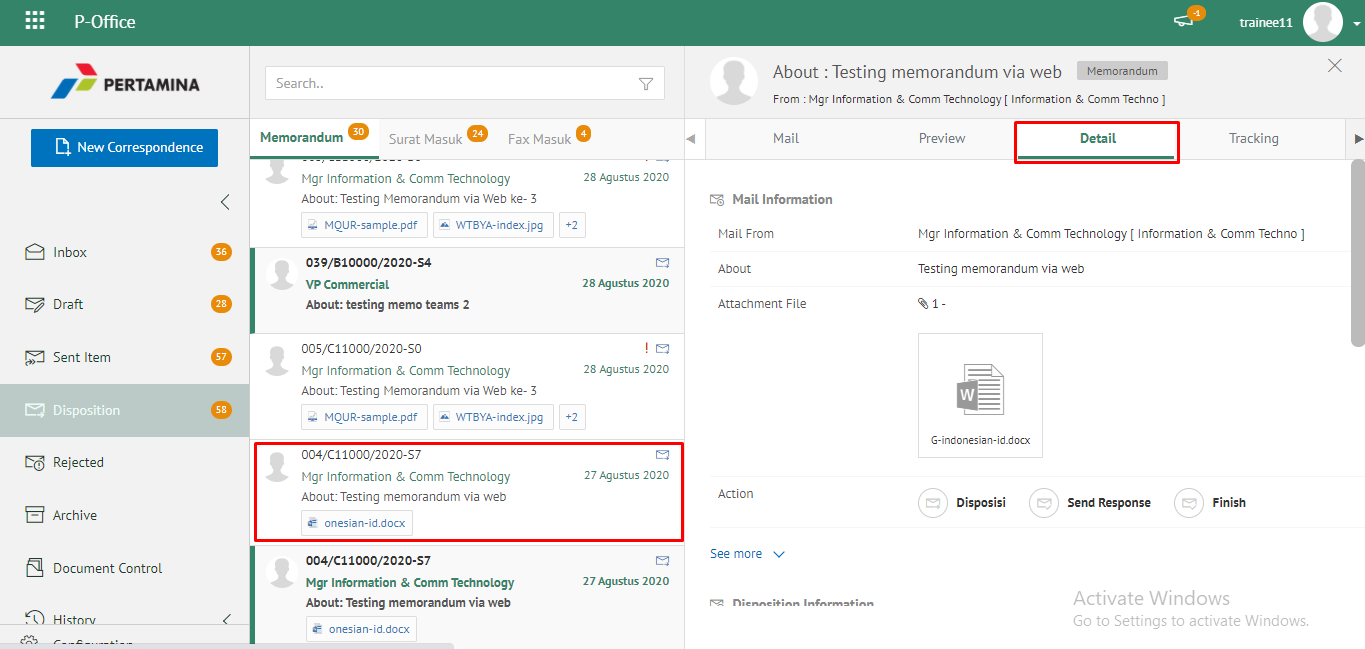 P-Office
-1
trainee11
PERTAMINA
New Correspondence
Inbox 36
Draft 28
Sent Item 57
Disposition 58
Rejected
Archive
Document Control
History
Configuration
Search..
Memorandum 30
Surat Masuk 24
Fax Masuk 4
Mgr Information & Comm Technology
28 Agustus 2020
About: Testing Memorandum via Web ke- 3
MQUR-sample.pdf
WTBYA-index.jpg
+2
039/B10000/2020-S4
VP Commercial
28 Agustus 2020
About: testing memo teams 2
005/C11000/2020-S0
!
Mgr Information & Comm Technology
28 Agustus 2020
About: Testing Memorandum via Web ke- 3
MQUR-sample.pdf
WTBYA-index.jpg
+2
004/C11000/2020-S7
Mgr Information & Comm Technology
27 Agustus 2020
About: Testing memorandum via web
onesian-id.docx
004/C11000/2020-S7
Mgr Information & Comm Technology
27 Agustus 2020
About: Testing memorandum via web
onesian-id.docx
About : Testing memorandum via web
Memorandum
From : Mgr Information & Comm Technology [ Information & Comm Techno ]
Mail
Preview
Detail
Tracking
Mail Information
Mail From
Mgr Information & Comm Technology [ Information & Comm Techno ]
About
Testing memorandum via web
Attachment File
1 -
W
G-indonesian-id.docx
Action
Disposisi
Send Response
Finish
See more
Disposition Information
Activate Windows
Go to Settings to activate Windows.